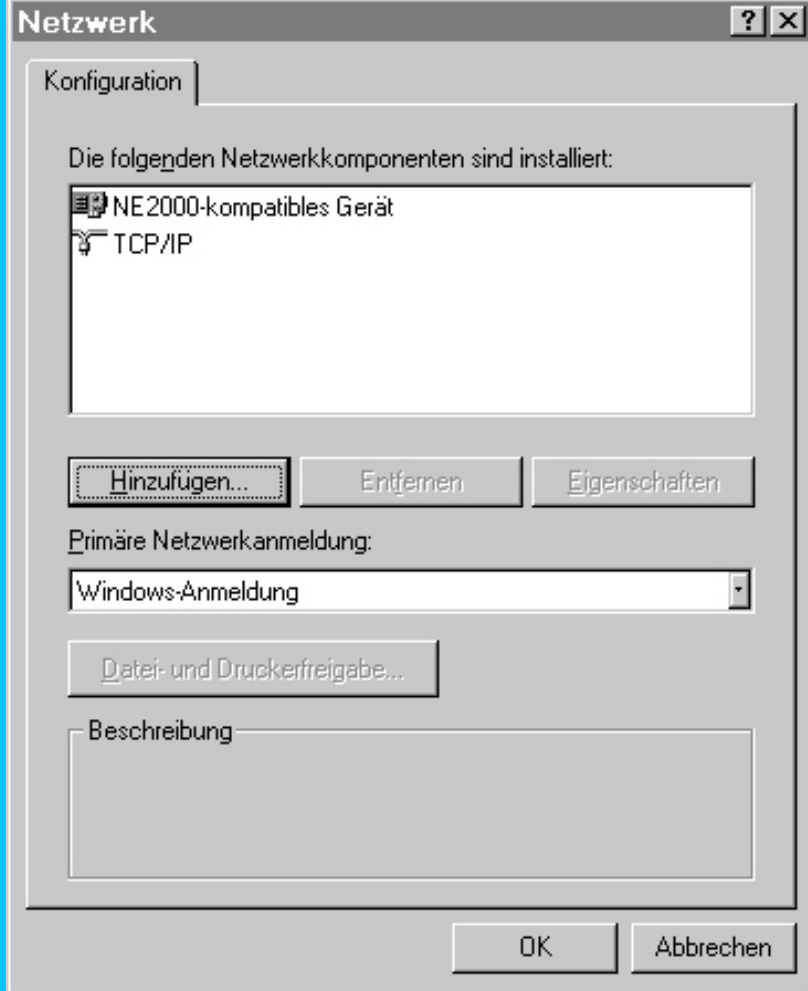 Netzwerk
Konfiguration
Die folgenden Netzwerkkomponenten sind installiert:
NE2000-kompatibles Gerät
TCP/IP
Hinzufügen... Entfernen Eigenschaften
Primäre Netzwerkanmeldung:
Windows-Anmeldung
Datei- und Druckerfreigabe...
Beschreibung
OK Abbrechen